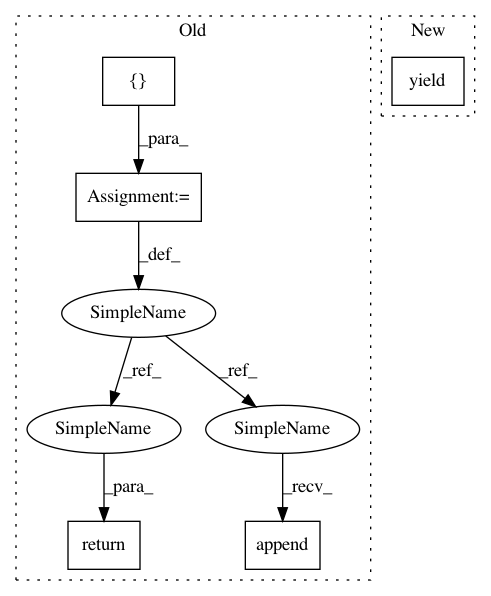 Old
New
{}
yield
_para_
Assignment:=
_def_
SimpleName
_ref_
_ref_
SimpleName
SimpleName
_para_
_recv_
return
append